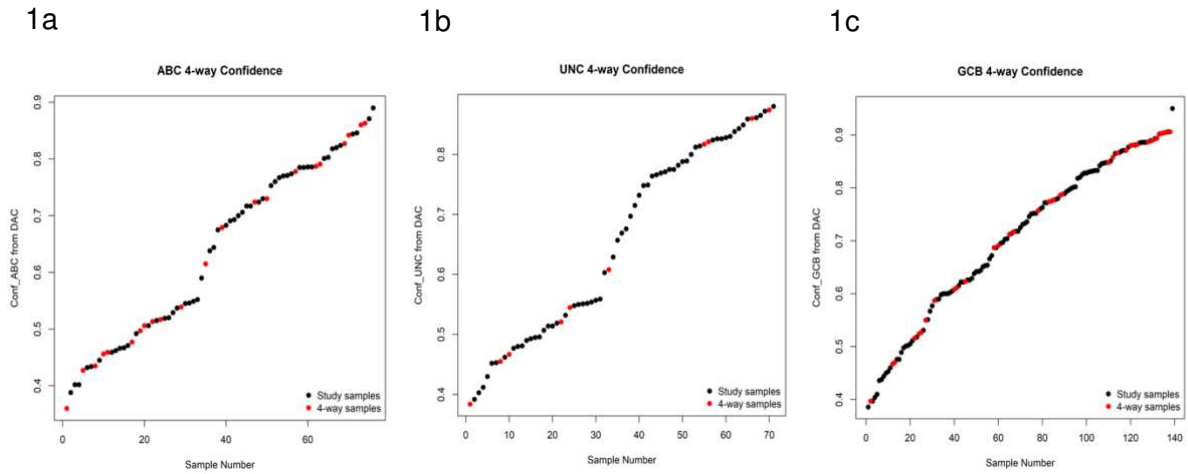 1a
1b
1c
ABC 4-way Confidence
Conf_ABC from DAC
0.9
0.8
0.7
0.6
0.5
0.4
0
20
40
60
Sample Number
Study samples
4-way samples
UNC 4-way Confidence
Conf_UNC from DAC
0.8
0.7
0.6
0.5
0.4
0
10
20
30
40
50
60
70
Sample Number
Study samples
4-way samples
GCB 4-way Confidence
Conf_GCB from DAC
0.9
0.8
0.7
0.6
0.5
0.4
0
20
40
60
80
100
120
140
Sample Number
Study samples
4-way samples